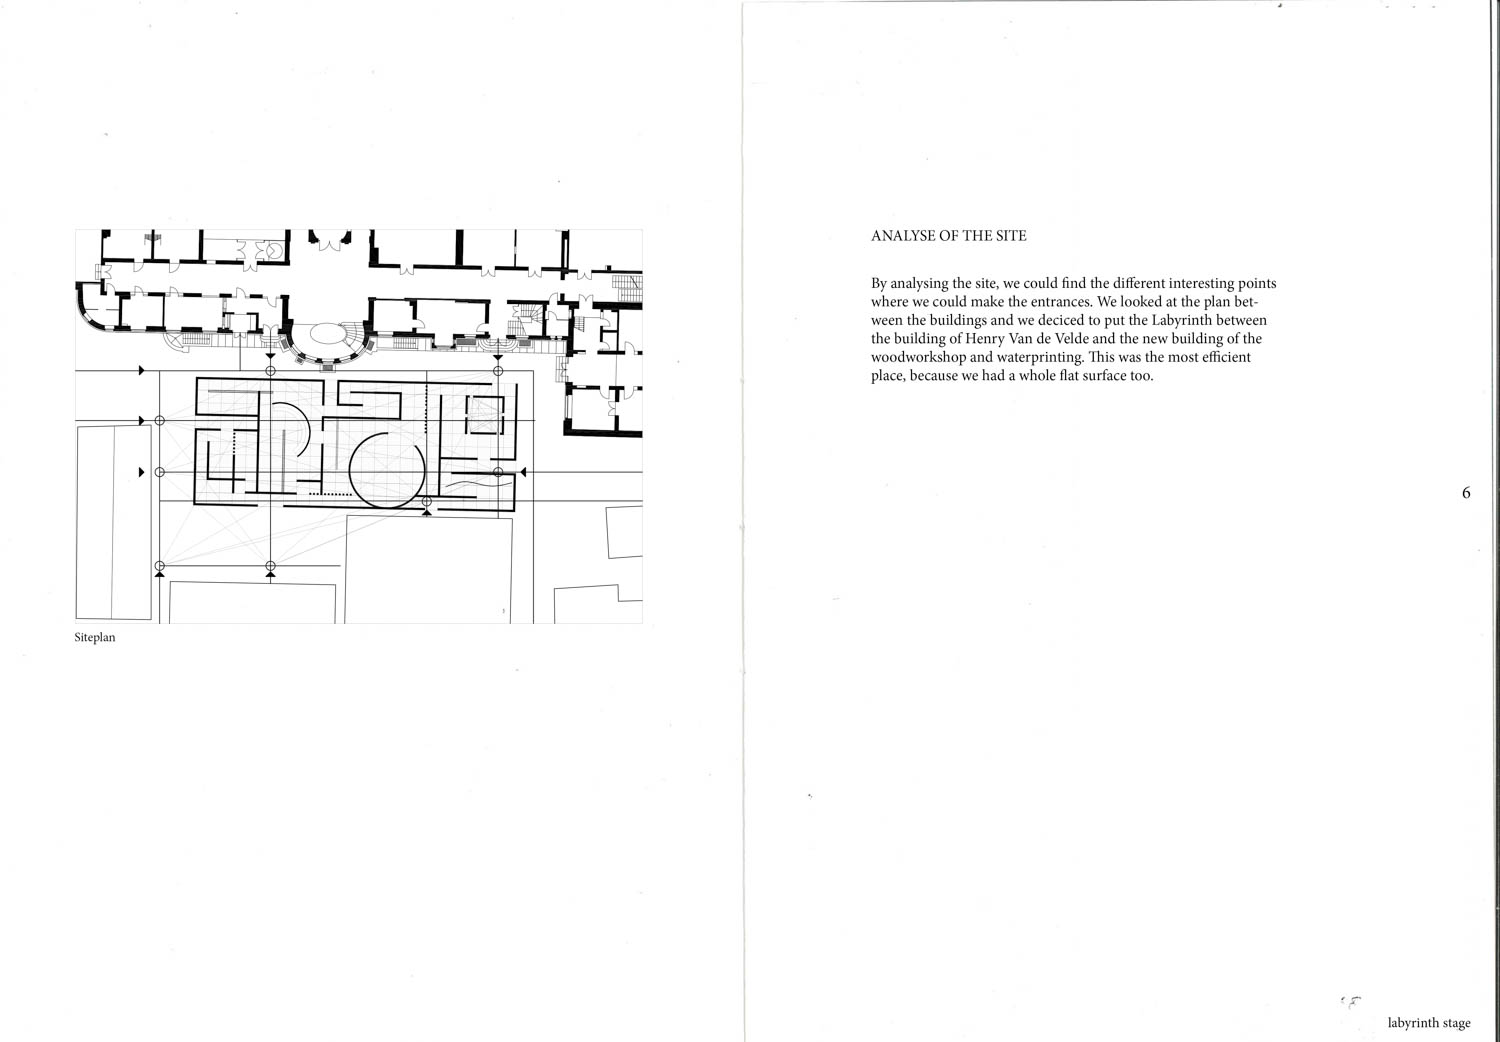 Siteplan
ANALYSE OF THE SITE
By analysing the site, we could find the different interesting points
where we could make the entrances. We looked at the plan bet-
ween the buildings and we deciced to put the Labyrinth between
the building of Henry Van de Velde and the new building of the
woodworkshop and waterprinting. This was the most efficient
place, because we had a whole flat surface too.
6
labyrinth stage